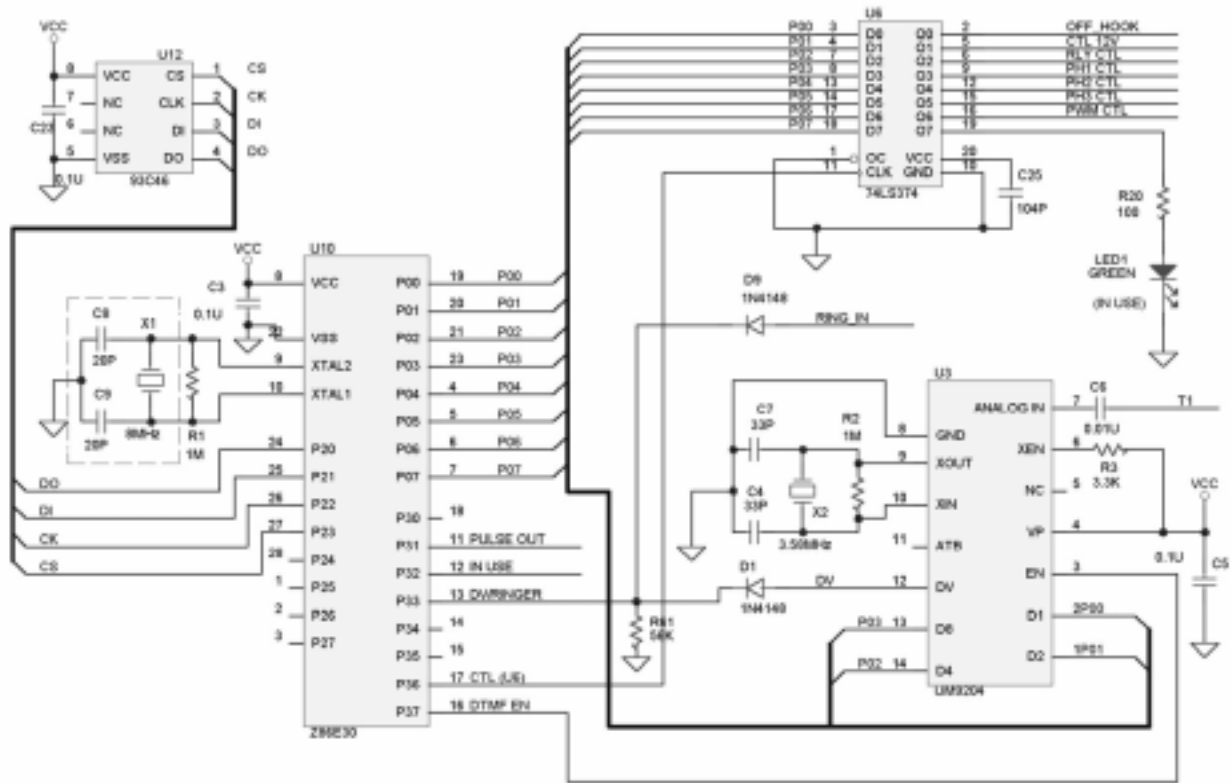 VCC
U12
8 VCC CS 1 CS
7 NC CLK 2 CK
6 NC DI 3 DI
5 VSS DO 4 DO
0.1U
93C46
U6
P00 3 D0 Q0 2 OFF_HOOK
P01 4 D1 Q1 5 CTL 12V
P02 7 D2 Q2 6 RLY CTL
P03 8 D3 Q3 9 PH1 CTL
P04 13 D4 Q4 12 PH2 CTL
P05 14 D5 Q5 15 PH3 CTL
P06 17 D6 Q6 16 PWM CTL
P07 18 D7 Q7 19
1 OC VCC 20
11 CLK GND 10
74LS374
C25
104P
R20
100
LED1
GREEN
(IN USE)
VCC
C3
0.1U
U10
8 VCC P00 19 P00
P01 20 P01
VSS P02 21 P02
9 XTAL2 P03 23 P03
10 XTAL1 P04 4 P04
P05 5 P05
24 P20 P06 6 P06
25 P21 P07 7 P07
26 P22 P30 18
27 P23 P31 11 PULSE OUT
28 P24 P32 12 IN USE
1 P25 P33 13 DV/RINGER
2 P26 P34 14
3 P27 P35 15
P36 17 CTL (U6)
P37 16 DTMF EN
Z86E30
C8
20P
X1
C9
20P
8MHz
R1
1M
DO
DI
CK
CS
D9
1N4148
RING_IN
D1
1N4148
DV
R61
56K
C7
33P
R2
1M
C4
33P
X2
3.58MHz
U3
ANALOG IN 7
8 GND XEN 6
9 XOUT NC 5
10 XIN VP 4
11 ATB EN 3
12 DV D1 2 P00
P03 13 D8 D2 1 P01
P02 14 D4
UM9204
C6
0.01U
T1
R3
3.3K
VCC
0.1U
C5